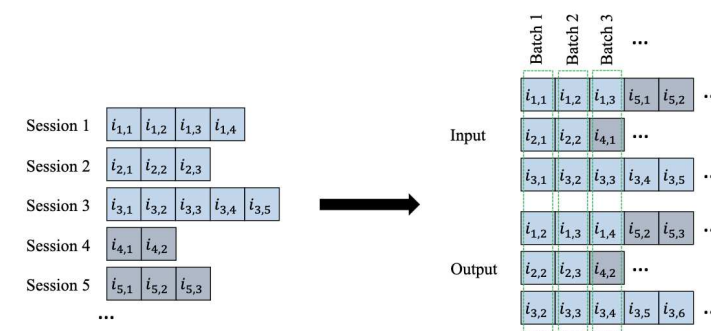 Batch 1
Batch 2
Batch 3
...
Session 1 i1,1 i1,2 i1,3 i1,4
Session 2 i2,1 i2,2 i2,3
Session 3 i3,1 i3,2 i3,3 i3,4 i3,5
Session 4 i4,1 i4,2
Session 5 i5,1 i5,2 i5,3
...
Input
i1,1 i1,2 i1,3 i5,1 i5,2 ...
i2,1 i2,2 i4,1 ...
i3,1 i3,2 i3,3 i3,4 i3,5 ...
Output
i1,2 i1,3 i1,4 i5,2 i5,3 ...
i2,2 i2,3 i4,2 ...
i3,2 i3,3 i3,4 i3,5 i3,6 ...